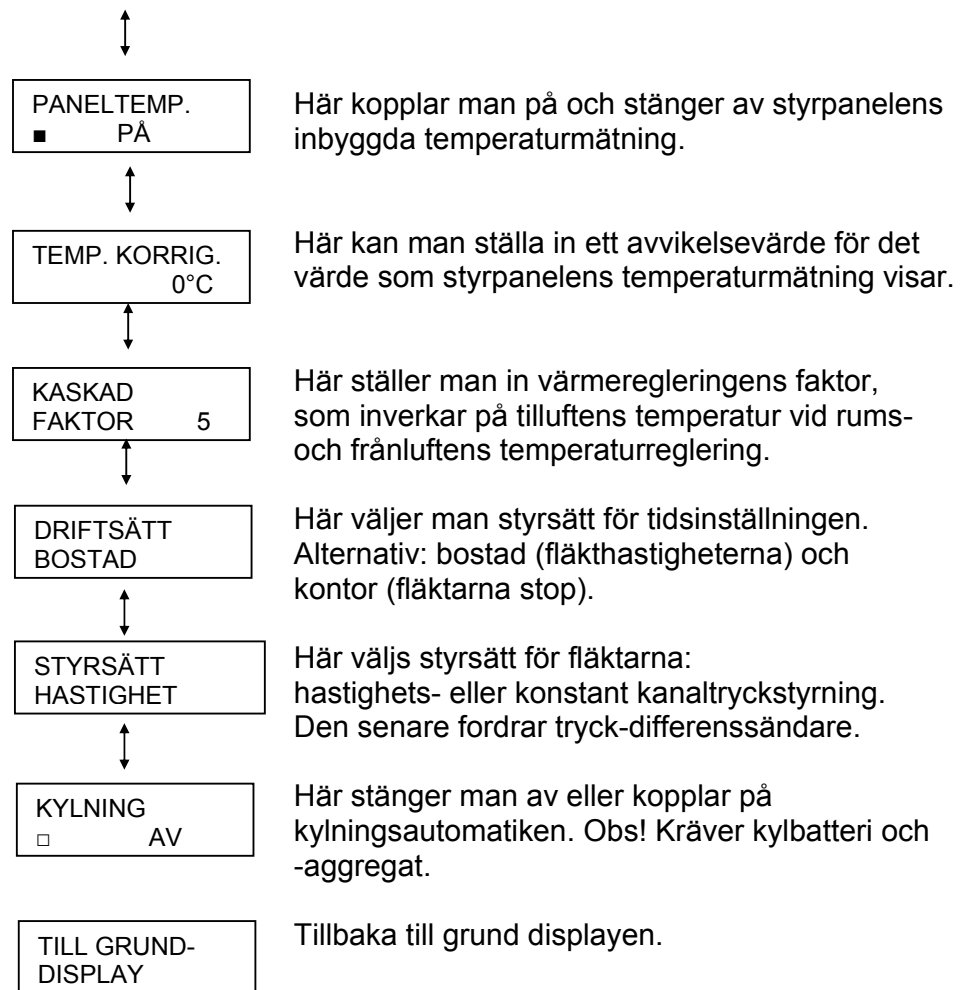 PANELTEMP.
■ PÅ
Här kopplar man på och stänger av styrpanelens
inbyggda temperaturmätning.
TEMP. KORRIG.
0°C
Här kan man ställa in ett avvikelsevärde för det
värde som styrpanelens temperaturmätning visar.
KASKAD
FAKTOR 5
Här ställer man in värmeregleringens faktor,
som inverkar på tilluftens temperatur vid rums-
och frånluftens temperaturreglering.
DRIFTSÄTT
BOSTAD
Här väljer man styrsätt för tidsinställningen.
Alternativ: bostad (fläkthastigheterna) och
kontor (fläktarna stop).
STYRSÄTT
HASTIGHET
Här väljs styrsätt för fläktarna:
hastighets- eller konstant kanaltryckstyrning.
Den senare fordrar tryck-differenssändare.
KYLNING
□ AV
Här stänger man av eller kopplar på
kylningsautomatiken. Obs! Kräver kylbatteri och
-aggregat.
TILL GRUND-
DISPLAY
Tillbaka till grund displayen.